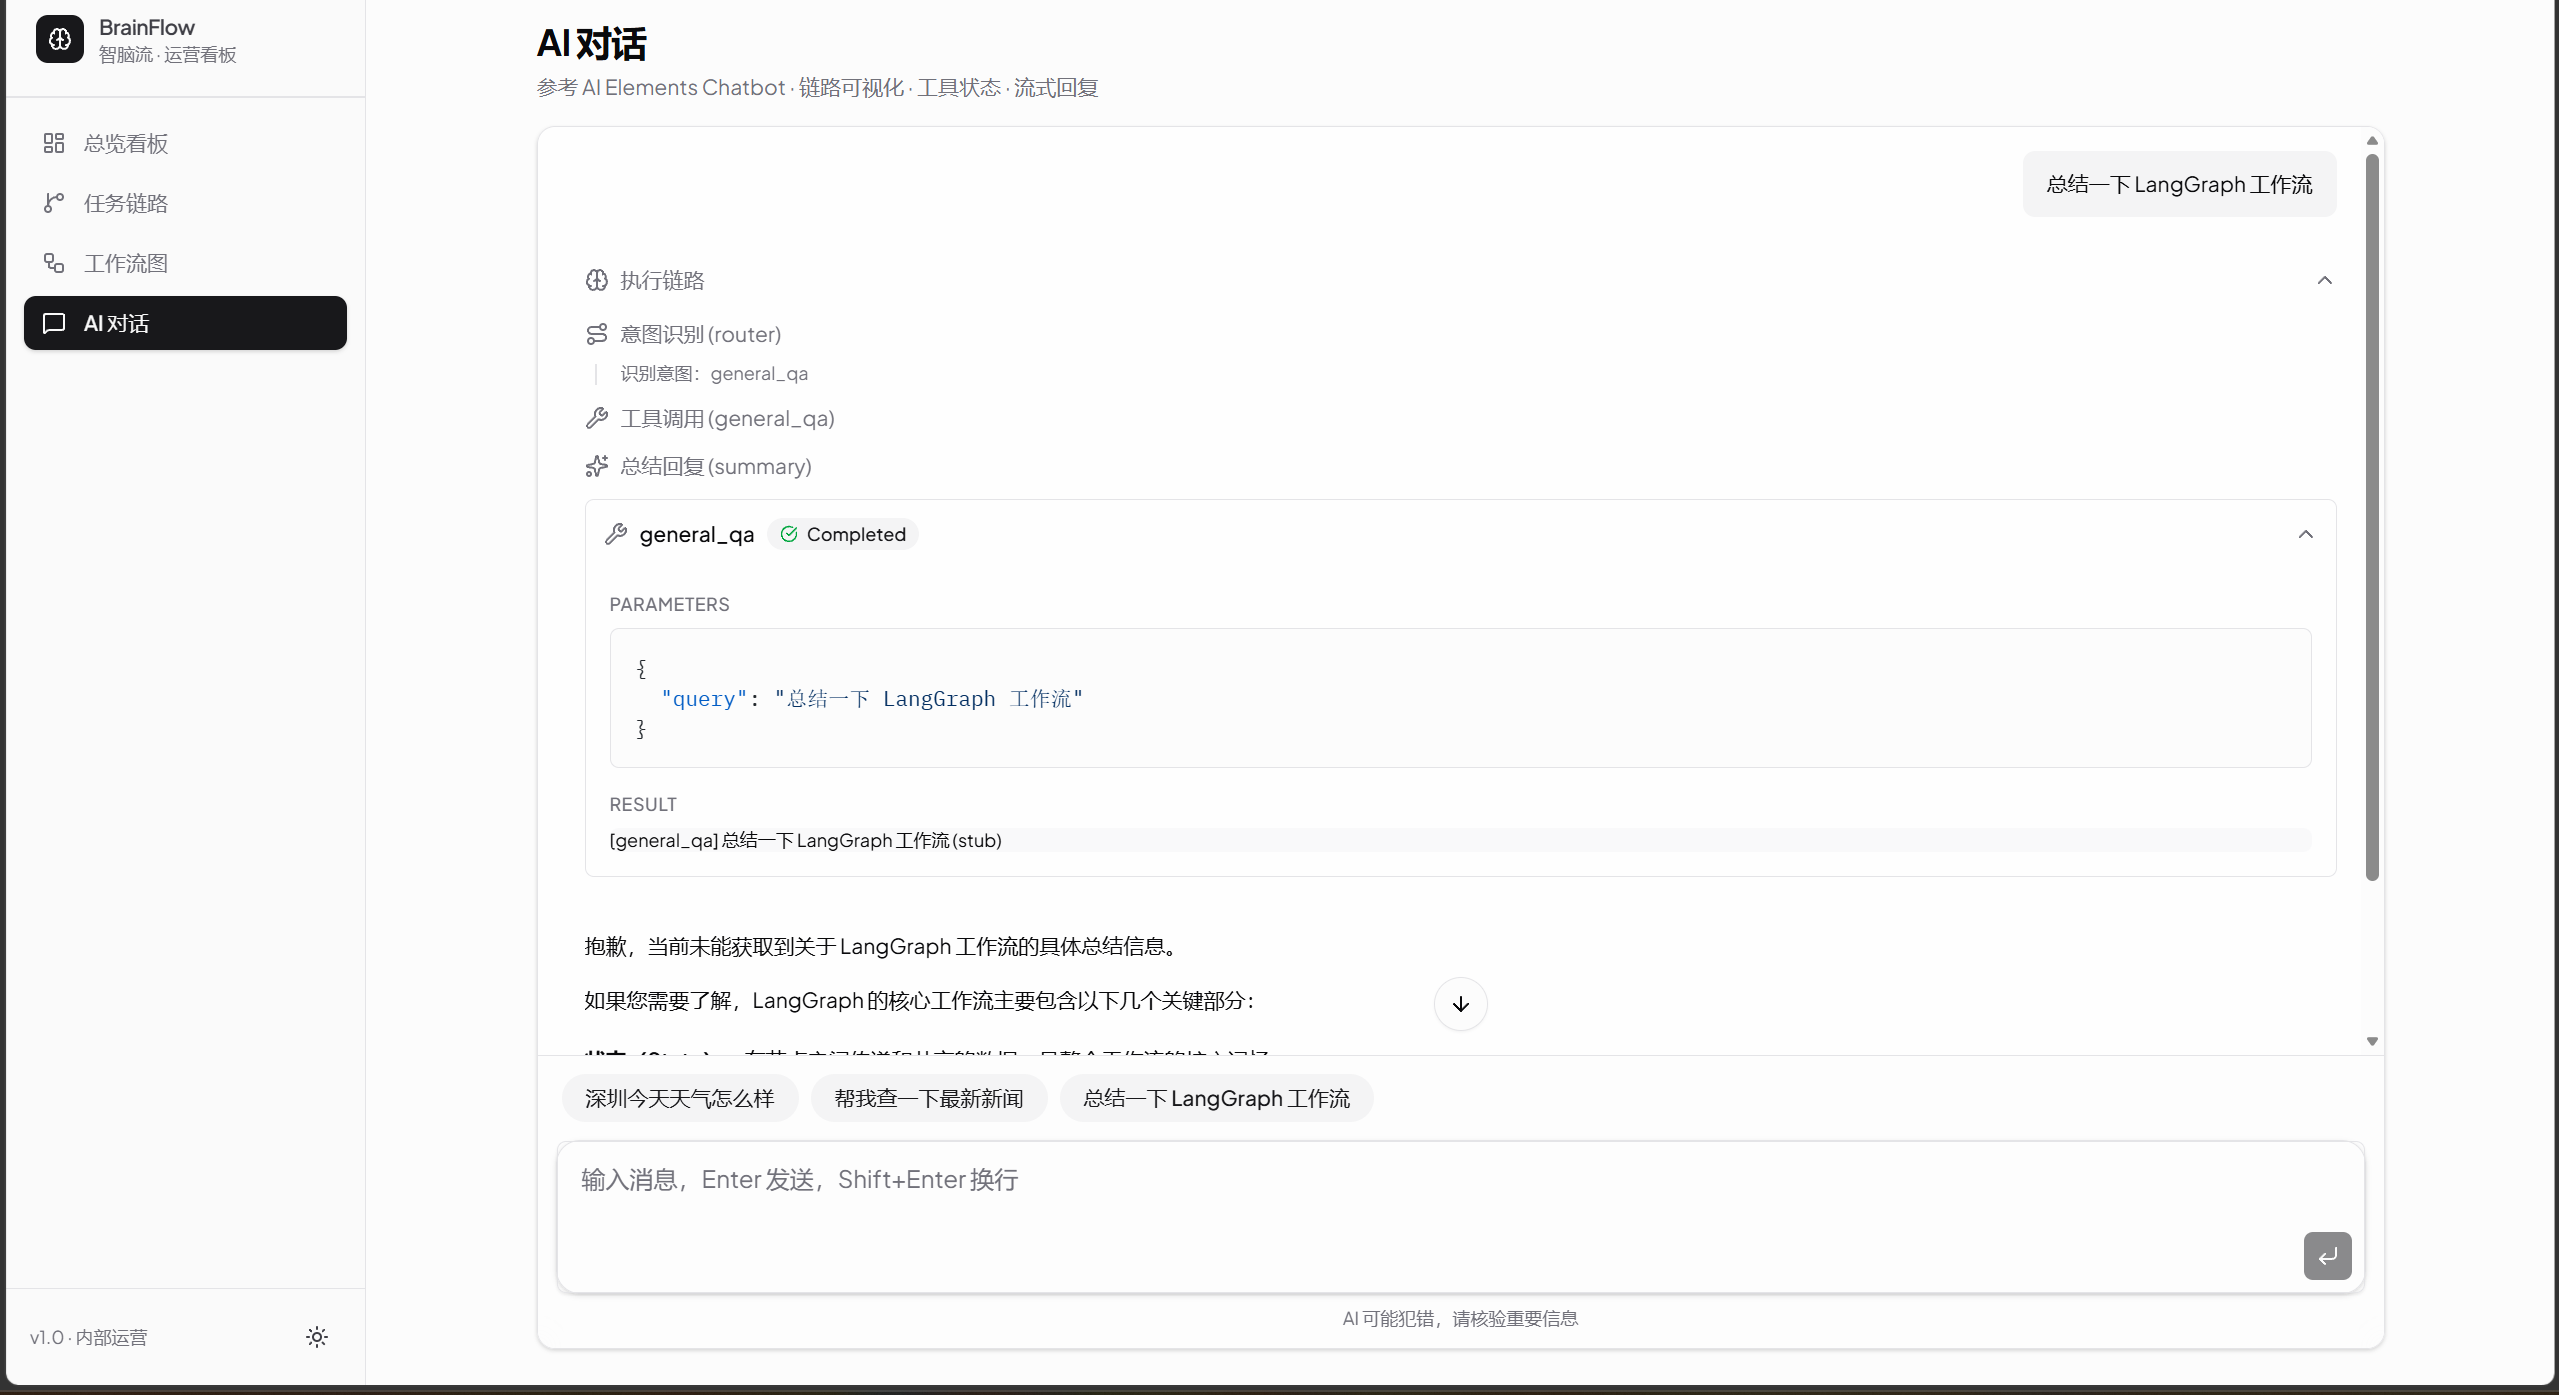 BrainFlow
智脑流 · 运营看板
总览看板
任务链路
工作流图
AI 对话
v1.0 · 内部运营
AI 对话
参考 AI Elements Chatbot · 链路可视化 · 工具状态 · 流式回复
总结一下 LangGraph 工作流
执行链路
意图识别 (router)
识别意图：general_qa
工具调用 (general_qa)
总结回复 (summary)
general_qa Completed
PARAMETERS
{
"query": "总结一下 LangGraph 工作流"
}
RESULT
[general_qa] 总结一下 LangGraph 工作流 (stub)
抱歉，当前未能获取到关于 LangGraph 工作流的具体总结信息。
如果您需要了解，LangGraph 的核心工作流主要包含以下几个关键部分：
深圳今天天气怎么样 帮我查一下最新新闻 总结一下 LangGraph 工作流
输入消息，Enter 发送，Shift+Enter 换行
AI 可能犯错，请核验重要信息